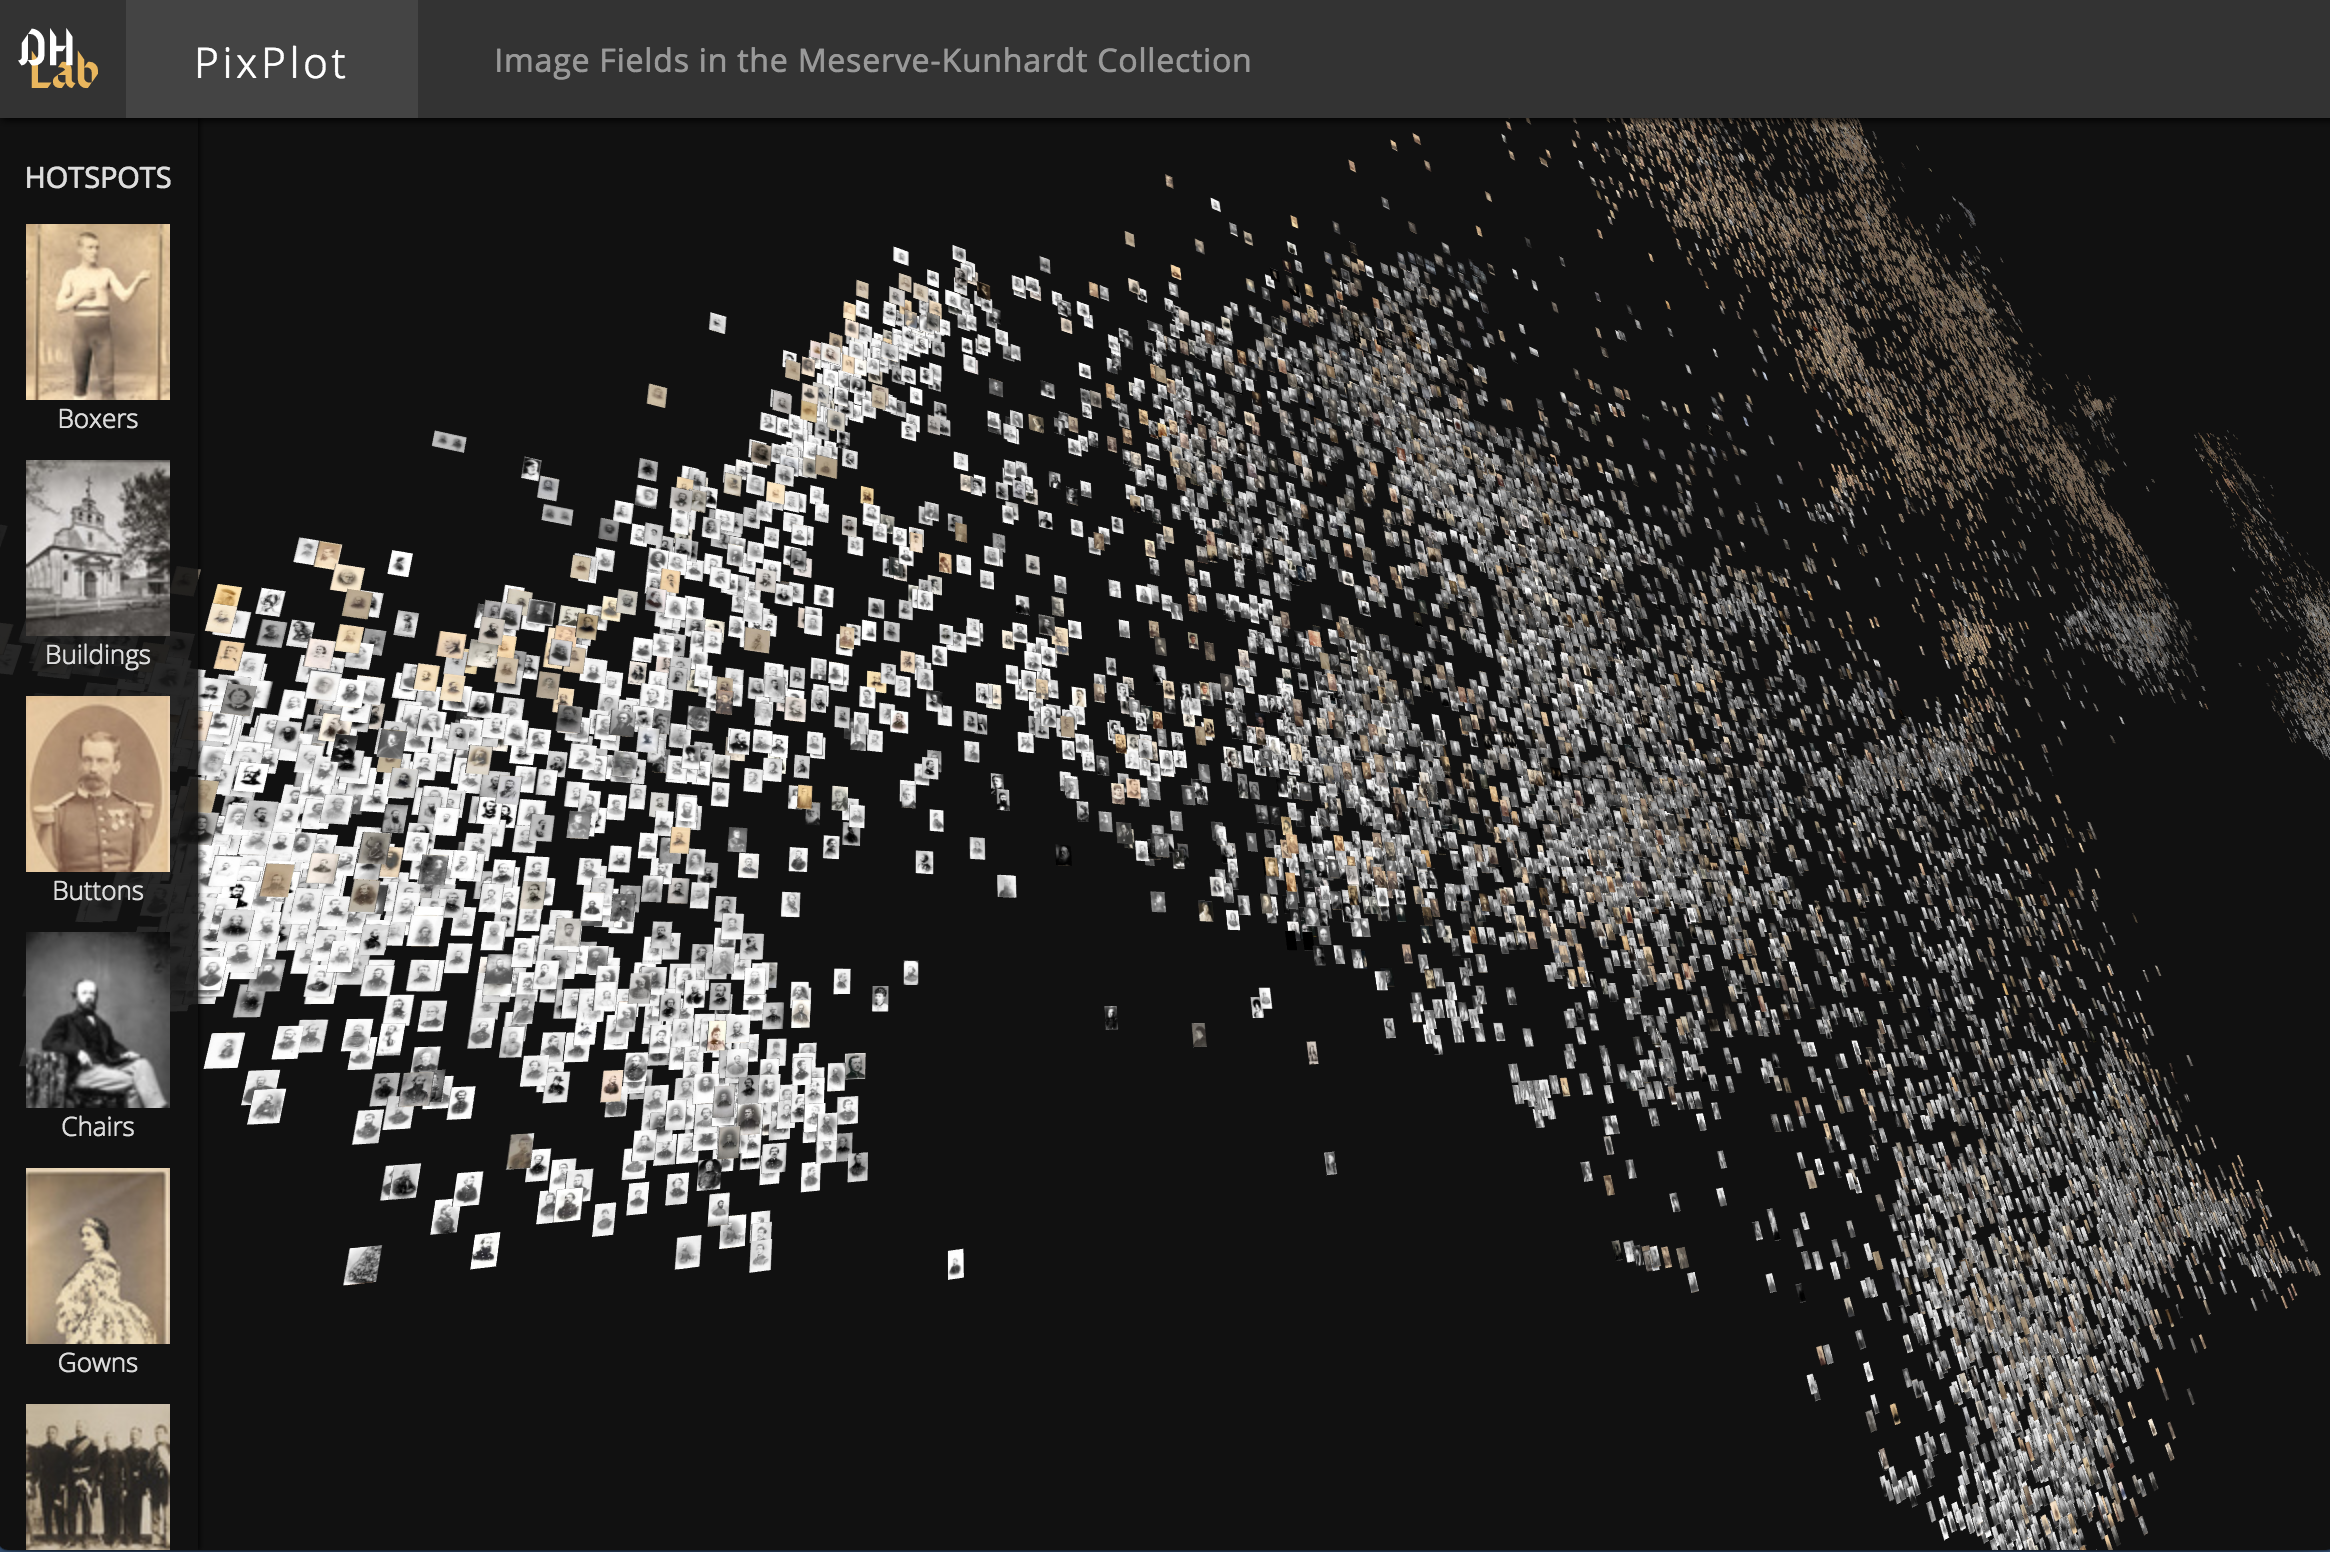 DH
Lab
PixPlot
Image Fields in the Meserve-Kunhardt Collection
HOTSPOTS
Boxers
Buildings
Buttons
Chairs
Gowns